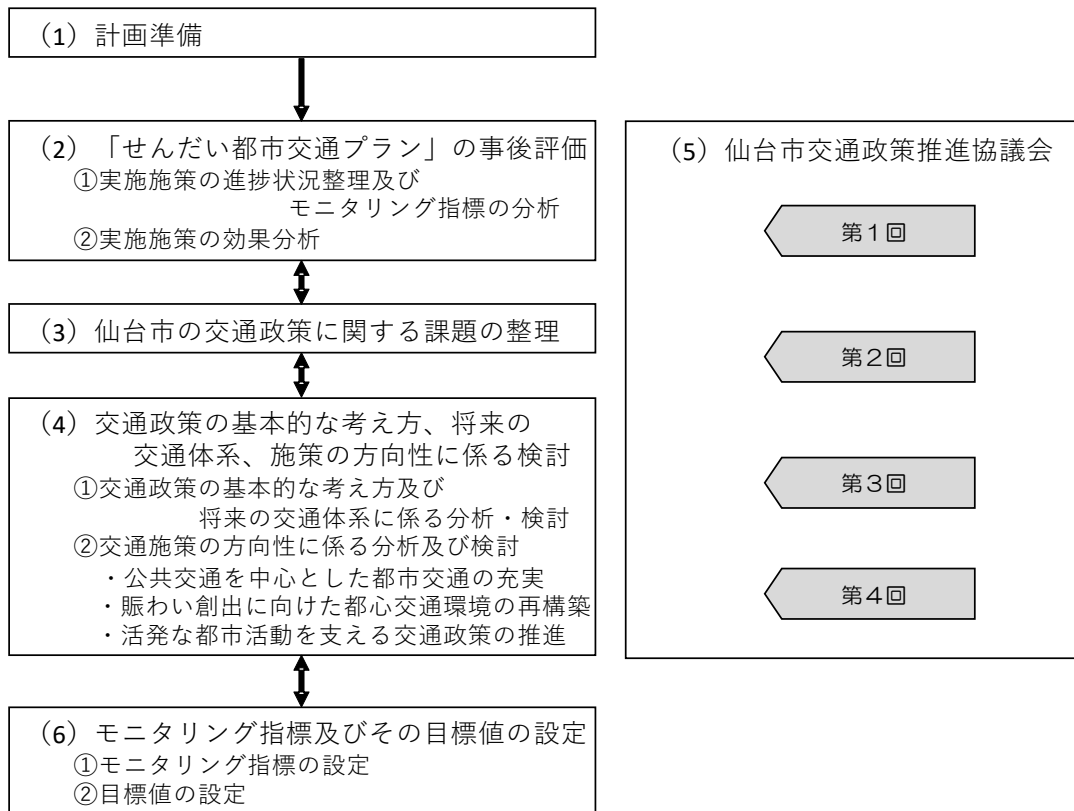 （1）計画準備
（2）「せんだい都市交通プラン」の事後評価
①実施施策の進捗状況整理及び
モニタリング指標の分析
②実施施策の効果分析
（3）仙台市の交通政策に関する課題の整理
（4）交通政策の基本的な考え方、将来の
交通体系、施策の方向性に係る検討
①交通政策の基本的な考え方及び
将来の交通体系に係る分析・検討
②交通施策の方向性に係る分析及び検討
・公共交通を中心とした都市交通の充実
・賑わい創出に向けた都心交通環境の再構築
・活発な都市活動を支える交通政策の推進
（5）仙台市交通政策推進協議会
第１回
第２回
第３回
第４回
（6）モニタリング指標及びその目標値の設定
①モニタリング指標の設定
②目標値の設定